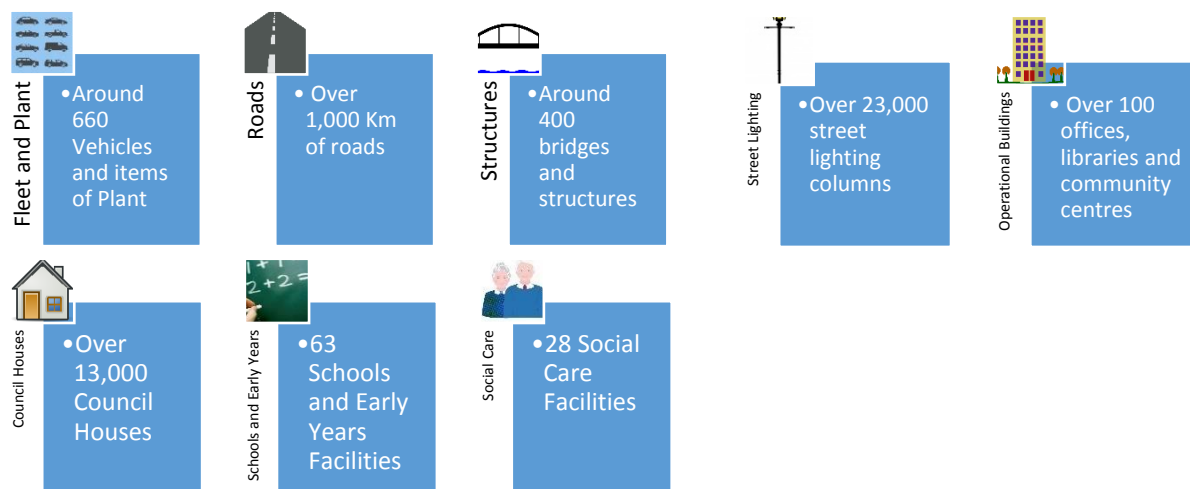 Fleet and Plant
•Around
660
Vehicles
and items
of Plant
Roads
• Over
1,000 Km
of roads
Structures
•Around
400
bridges
and
structures
Street Lighting
•Over 23,000
street
lighting
columns
Operational Buildings
• Over 100
offices,
libraries and
community
centres
Council Houses
•Over
13,000
Council
Houses
Schools and Early Years
2+2=
•63
Schools
and Early
Years
Facilities
Social Care
•28 Social
Care
Facilities